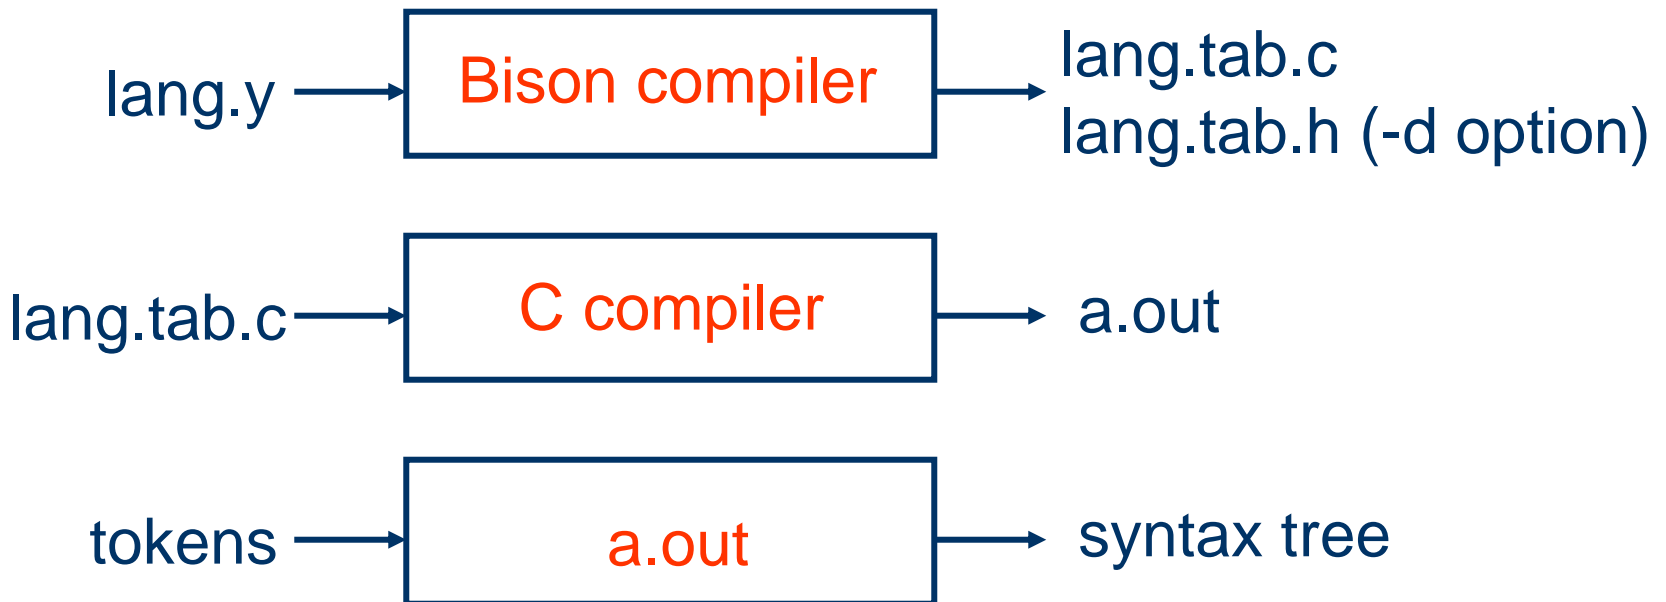 lang.y
Bison compiler
lang.tab.c
lang.tab.h (-d option)
lang.tab.c
C compiler
a.out
tokens
a.out
syntax tree